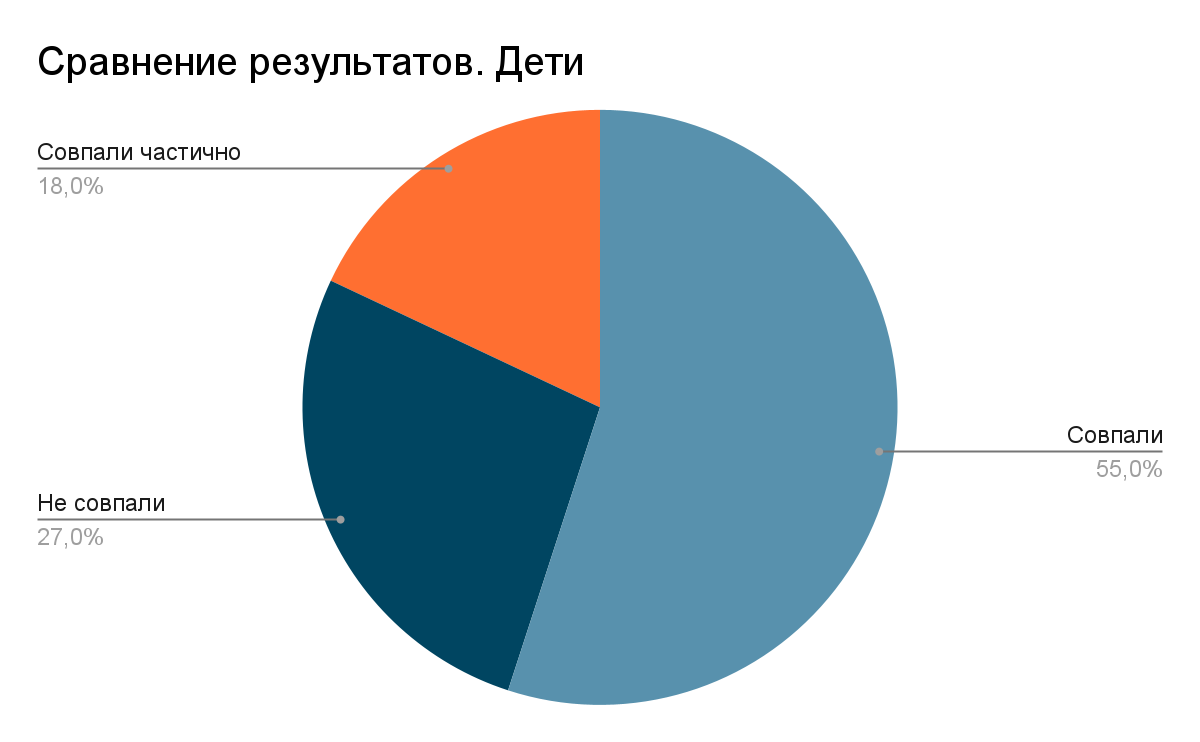 Сравнение результатов. Дети
Совпали частично
18,0%
Совпали
55,0%
Не совпали
27,0%